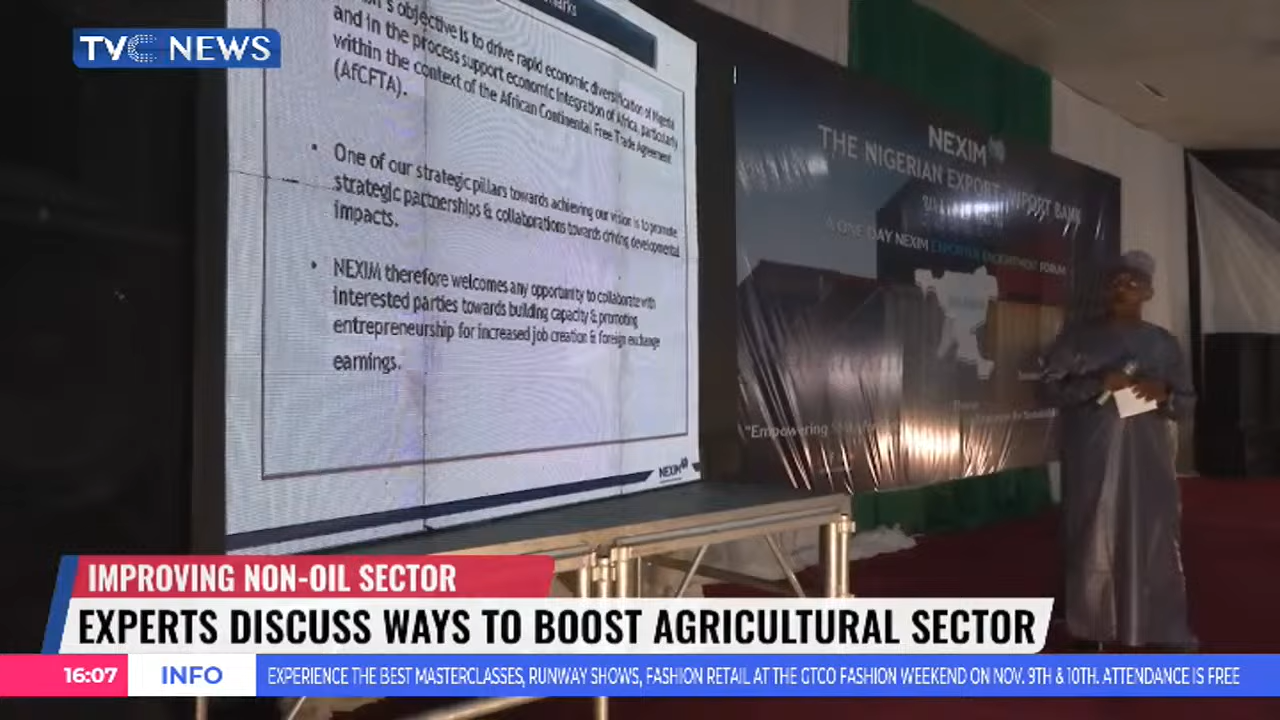 TVC NEWS
objective is to drive rapid economic diversification of Nigeria
and in the process support economic integration of Africa, particularly
within the context of the African Continental Free Trade Agreement
(AfCFTA).
• One of our strategic pillars towards achieving our vision is to promote
strategic partnerships & collaborations towards driving developmental
impacts.
• NEXIM therefore welcomes any opportunity to collaborate with
interested parties towards building capacity & promoting
entrepreneurship for increased job creation & foreign exchange
earnings.
NEXIM
NEXIM
THE NIGERIAN EXPORT IMPORT BANK
A ONE DAY NEXIM EXPORTER ENLIGHTMENT FORUM
"Empowering
IMPROVING NON-OIL SECTOR
EXPERTS DISCUSS WAYS TO BOOST AGRICULTURAL SECTOR
16:07 INFO EXPERIENCE THE BEST MASTERCLASSES, RUNWAY SHOWS, FASHION RETAIL AT THE GTCO FASHION WEEKEND ON NOV. 9TH & 10TH. ATTENDANCE IS FREE